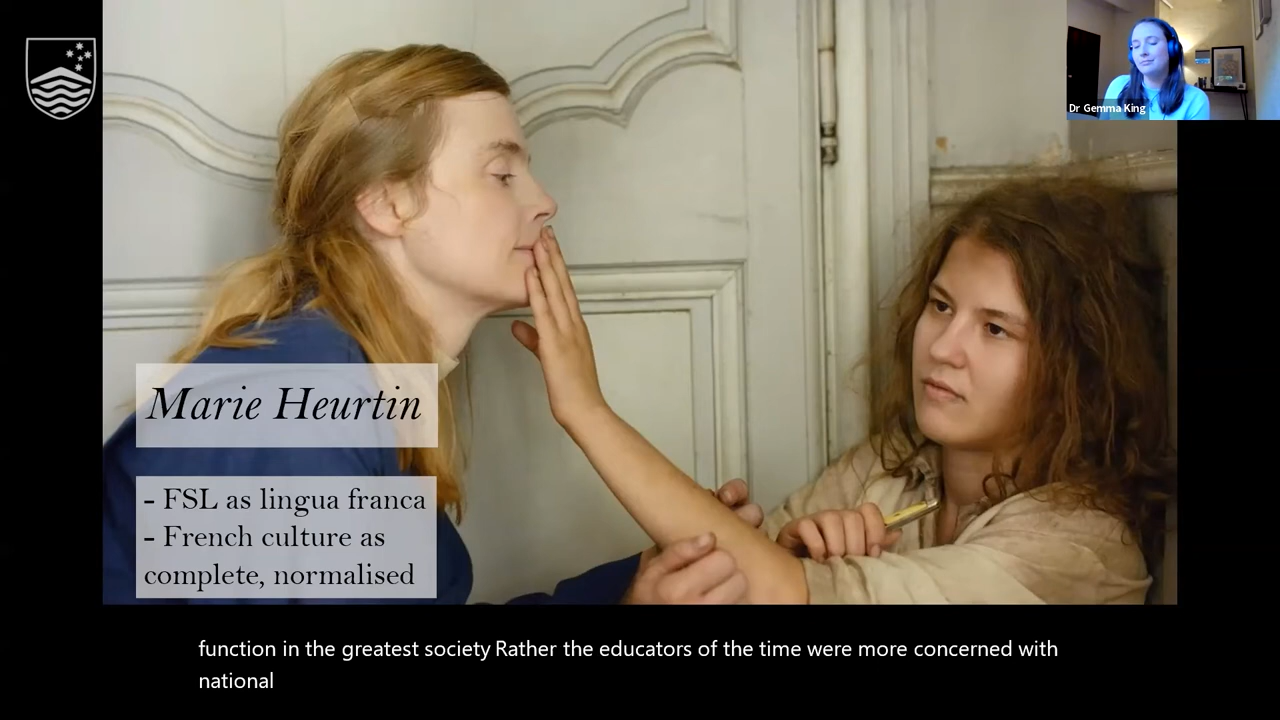 Dr Gemma King
Marie Heurtin
- FSL as lingua franca
- French culture as
complete, normalised
function in the greatest society Rather the educators of the time were more concerned with
national